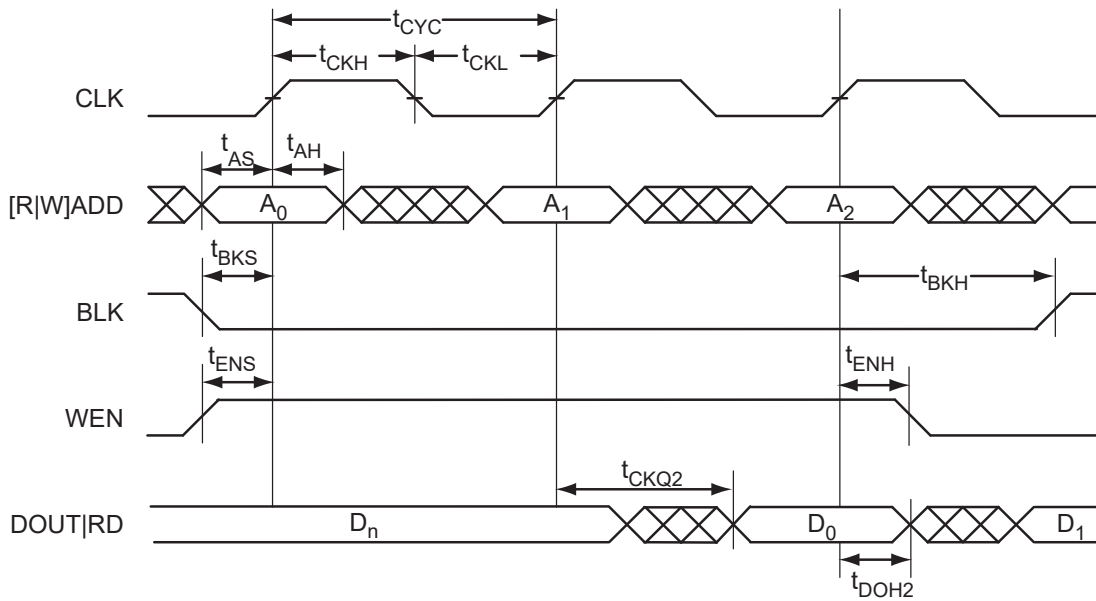 tCYC
tCKH tCKL
CLK
tAS tAH
[R|W]ADD A0 A1 A2
tBKS tBKH
BLK
tENS tENH
WEN
tCKQ2
DOUT|RD Dn D0 D1
tDOH2